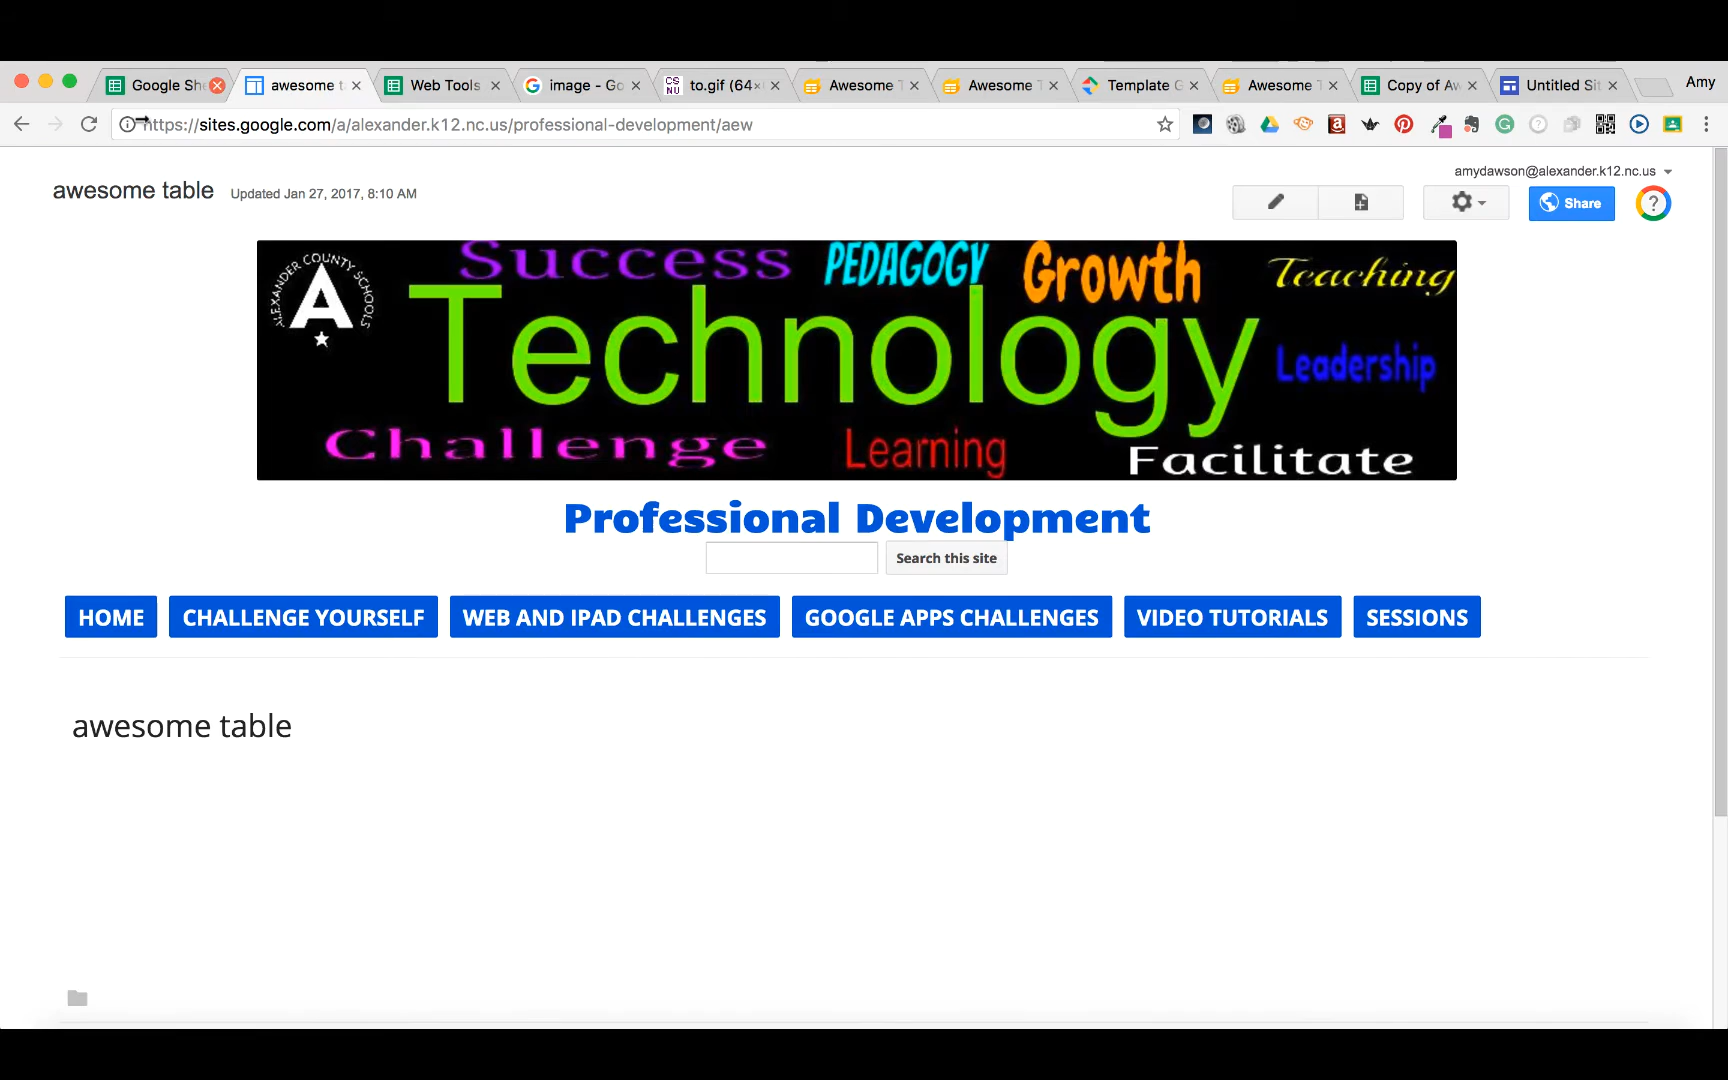 Google She
awesome t
Web Tools
image - Go
to.gif (64×
Awesome T
Awesome T
Template G
Awesome T
Copy of Aw
Untitled Sit
Amy
https://sites.google.com/a/alexander.k12.nc.us/professional-development/aew
amydawson@alexander.k12.nc.us
awesome table Updated Jan 27, 2017, 8:10 AM
Share
?
ALEXANDER COUNTY SCHOOLS
A
Success PEDAGOGY Growth Teaching
Technology
Leadership
Challenge Learning Facilitate
Professional Development
Search this site
HOME CHALLENGE YOURSELF WEB AND IPAD CHALLENGES GOOGLE APPS CHALLENGES VIDEO TUTORIALS SESSIONS
awesome table